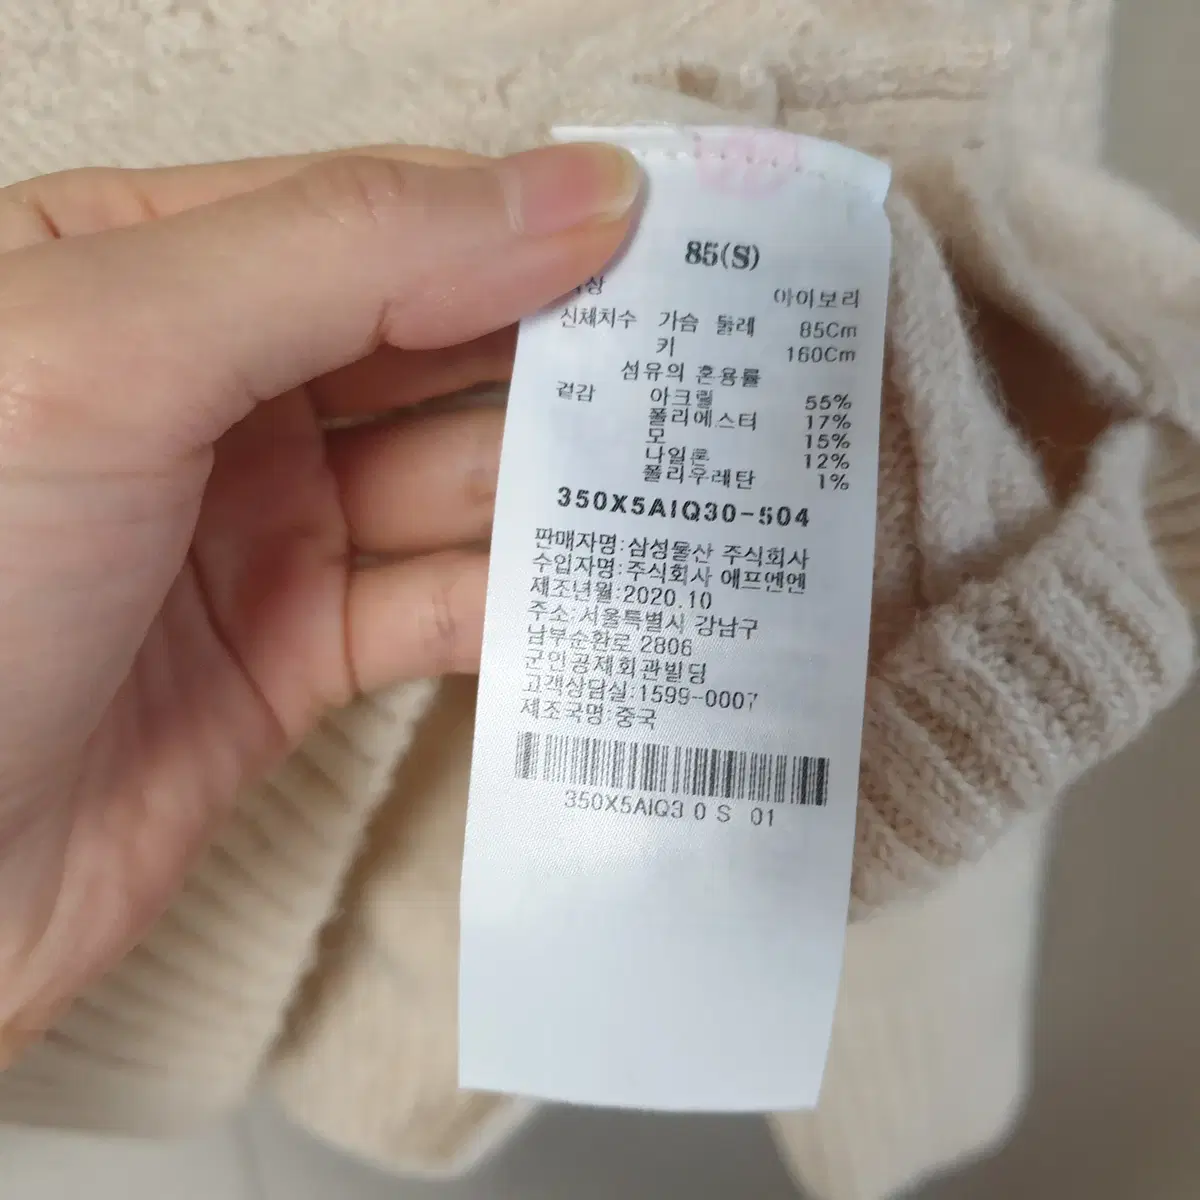 85(S)
아이보리
신체치수 가슴 둘레 85Cm
키 160Cm
섬유의 혼용률
겉감 아크릴 55%
폴리에스터 17%
모 15%
나일론 12%
폴리우레탄 1%
350X5AIQ30-504
판매자명:삼성물산 주식회사
수입자명:주식회사 에프엔엔
제조년월:2020.10
주소:서울특별시 강남구
남부순환로 2806
군인공제회관빌딩
고객상담실:1599-0007
제조국명:중국
350X5AIQ3 0 S 01